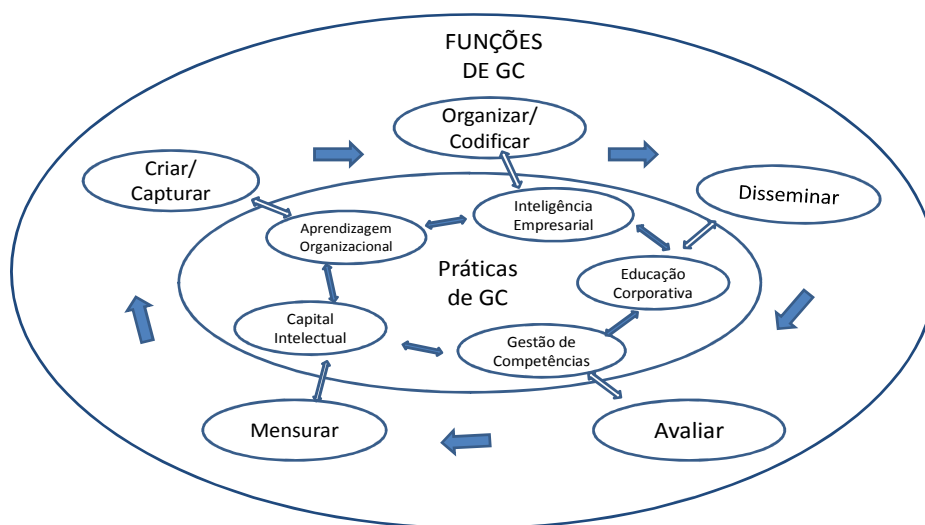 FUNÇÕES
DE GC
Organizar/
Codificar
Criar/
Capturar
Disseminar
Inteligência
Empresarial
Aprendizagem
Organizacional
Práticas
de GC
Educação
Corporativa
Capital
Intelectual
Gestão de
Competências
Mensurar
Avaliar